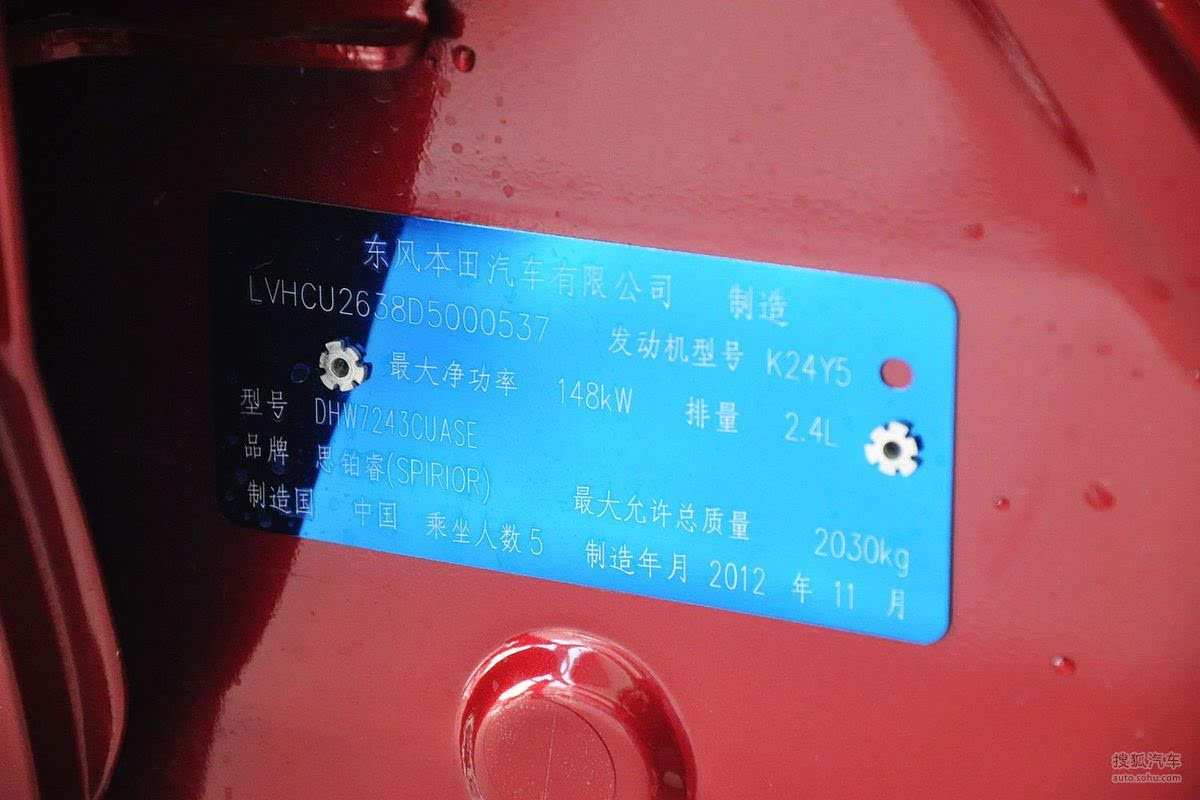 东风本田汽车有限公司 制造
LVHCU2638D5000537 发动机型号 K24Y5
最大净功率 148kW 排量 2.4L
型号 DHW7243CUASE
品牌 思铂睿(SPIRIOR) 最大允许总质量 2030kg
制造国 中国 乘坐人数 5 制造年月 2012 年 11 月
搜狐汽车
auto.sohu.com